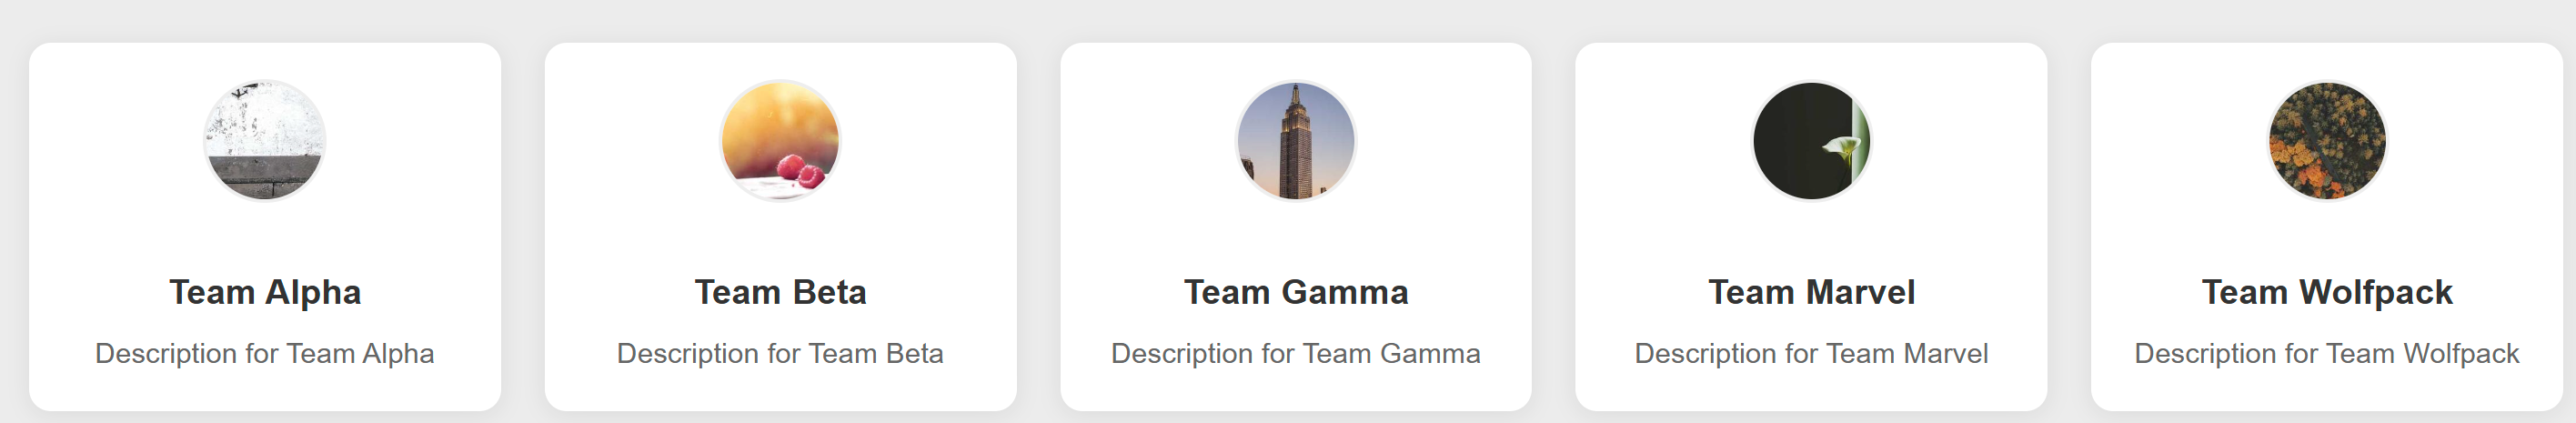 Team Alpha
Description for Team Alpha
Team Beta
Description for Team Beta
Team Gamma
Description for Team Gamma
Team Marvel
Description for Team Marvel
Team Wolfpack
Description for Team Wolfpack